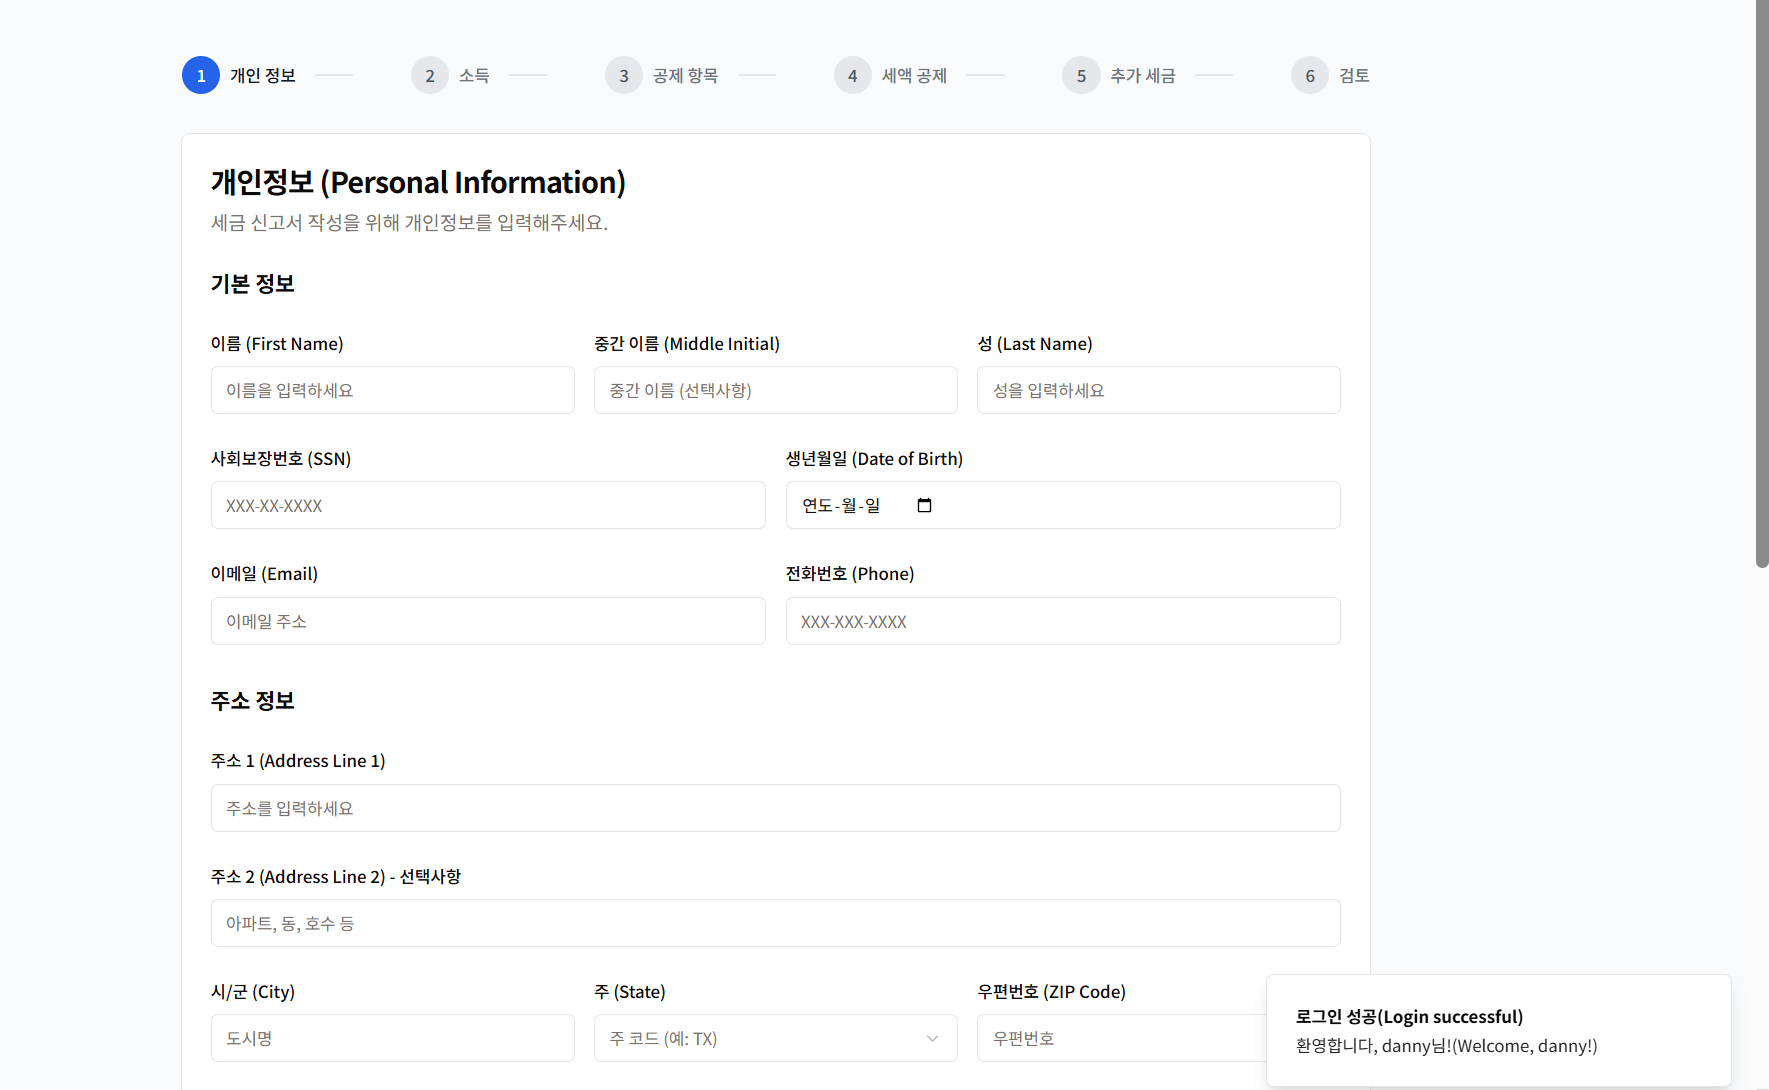 1 개인 정보 2 소득 3 공제 항목 4 세액 공제 5 추가 세금 6 검토
개인정보 (Personal Information)
세금 신고서 작성을 위해 개인정보를 입력해주세요.
기본 정보
이름 (First Name) 중간 이름 (Middle Initial) 성 (Last Name)
이름을 입력하세요 중간 이름 (선택사항) 성을 입력하세요
사회보장번호 (SSN) 생년월일 (Date of Birth)
XXX-XX-XXXX 연도-월-일
이메일 (Email) 전화번호 (Phone)
이메일 주소 XXX-XXX-XXXX
주소 정보
주소 1 (Address Line 1)
주소를 입력하세요
주소 2 (Address Line 2) - 선택사항
아파트, 동, 호수 등
시/군 (City) 주 (State) 우편번호 (ZIP Code)
도시명 주 코드 (예: TX) 우편번호
로그인 성공(Login successful)
환영합니다, danny님!(Welcome, danny!)